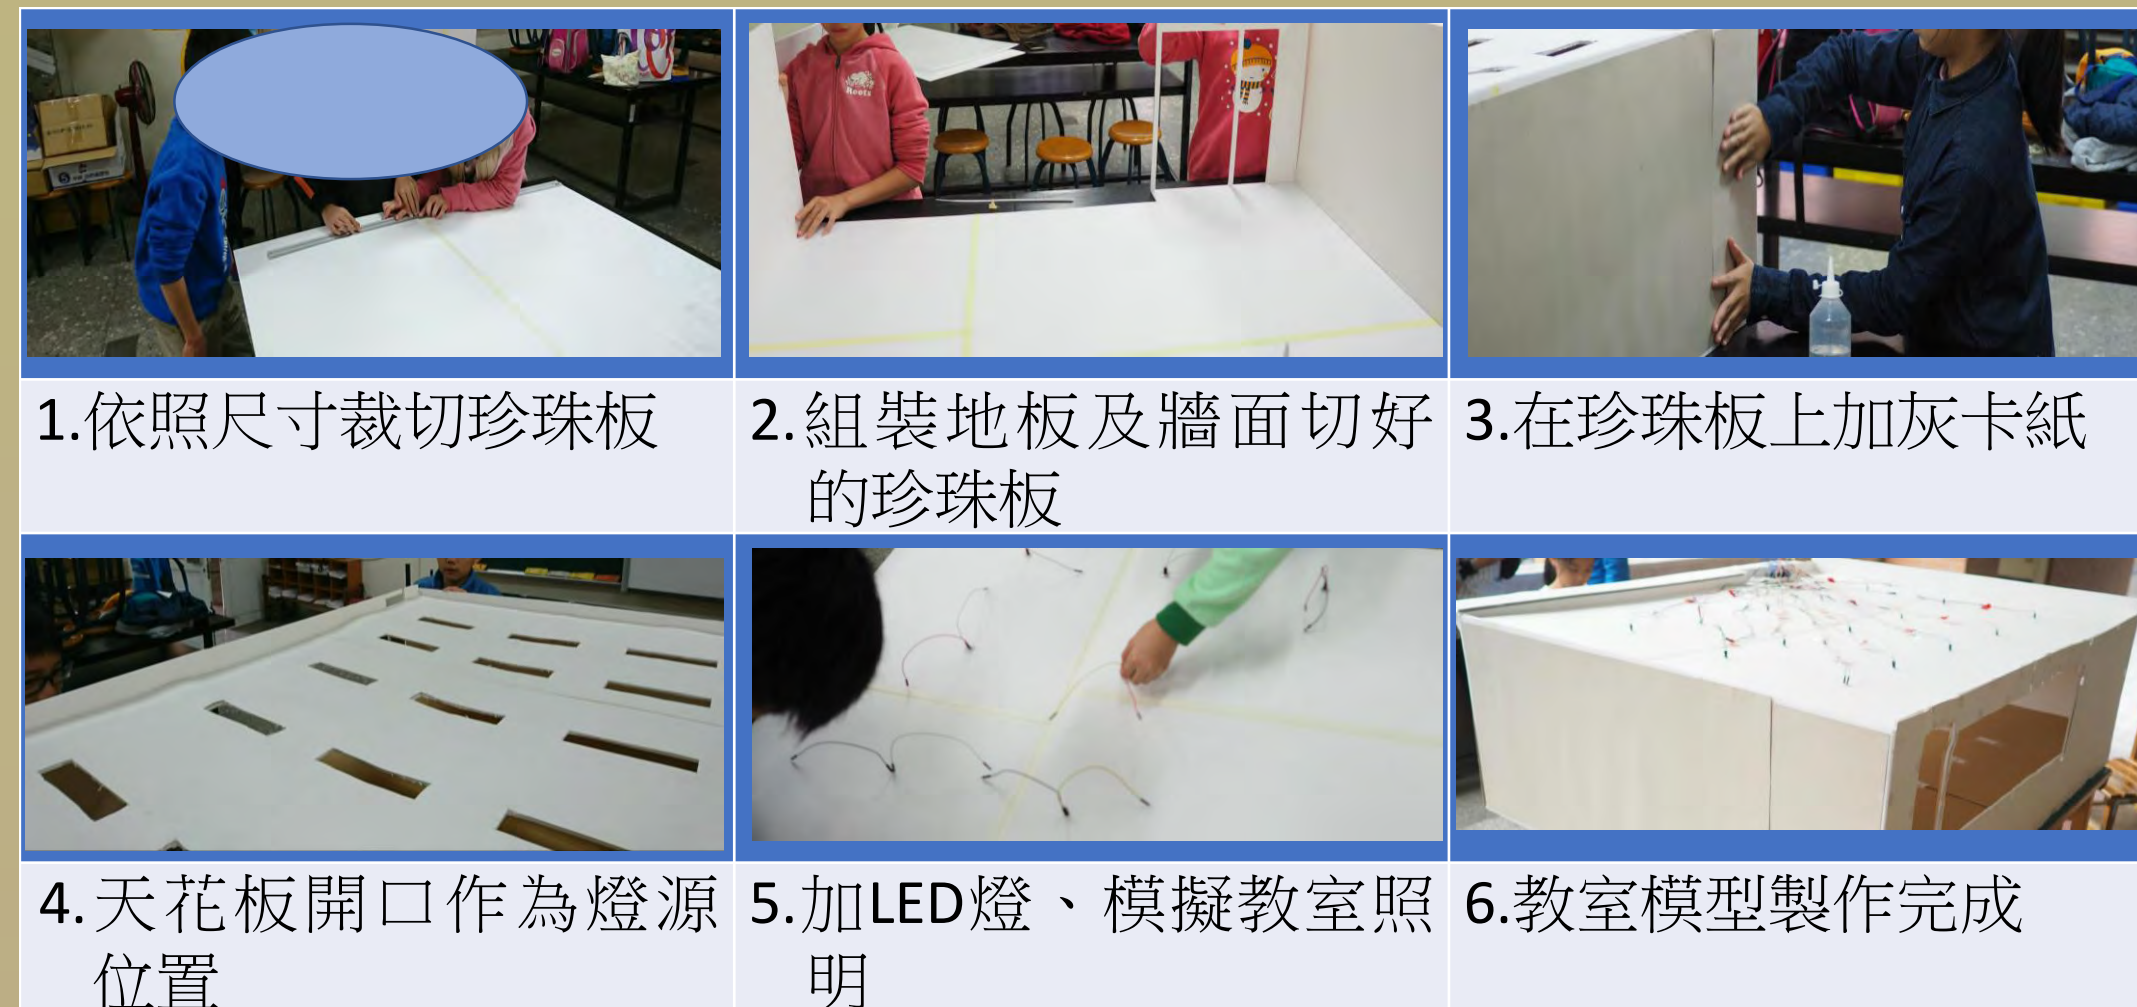 Roots
1.依照尺寸裁切珍珠板
2.組裝地板及牆面切好
的珍珠板
3.在珍珠板上加灰卡紙
4.天花板開口作為燈源
位置
5.加LED燈、模擬教室照
明
6.教室模型製作完成